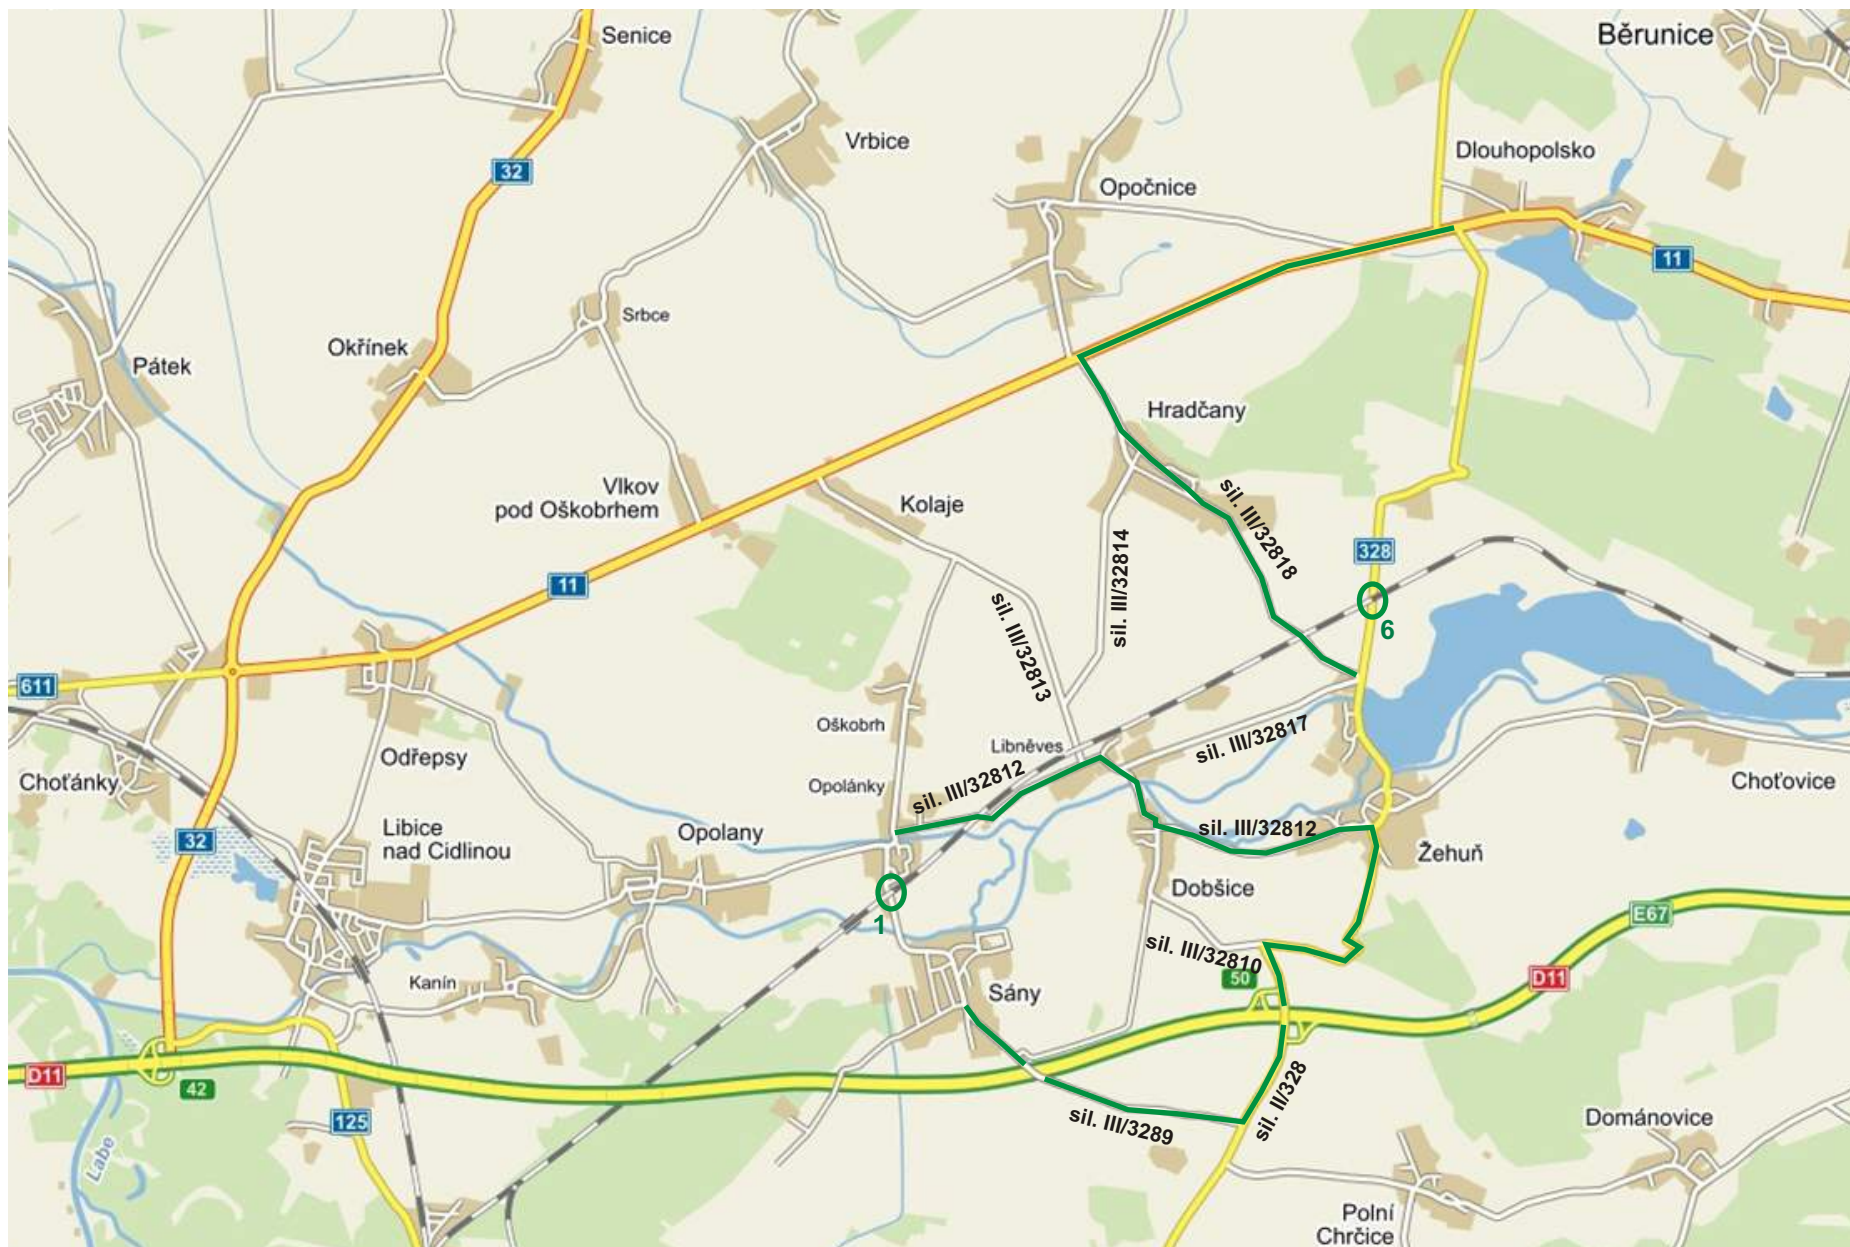 Senice
Běrunice
Vrbice
Dlouhopolsko
32
Opočnice
11
Srbce
Okřínek
Pátek
Hradčany
Vlkov
pod Oškobrhem
Kolaje
sil. III/32818
sil. III/32814
328
11
sil. III/32813
6
611
Oškobrh
Libněves
sil. III/32817
Odřepsy
Choťánky
Opolánky
sil. III/32812
Choťovice
32
Libice
nad Cidlinou
Opolany
sil. III/32812
Žehuň
Dobšice
1
E67
sil. III/32810
50
D11
Kanín
Sány
D11
42
125
sil. III/3289
sil. II/328
Dománovice
Labe
Polní
Chrčice